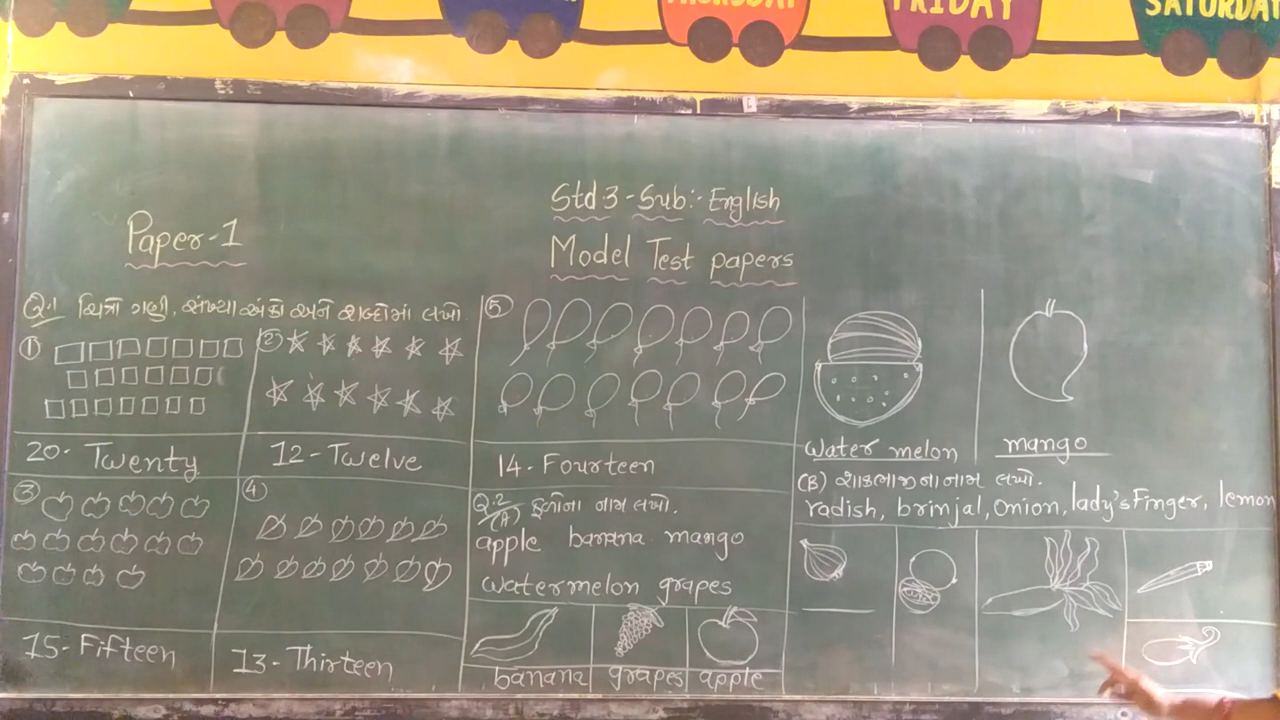 THURSDAY
FRIDAY
SATURDAY
Paper-1
Std 3 - Sub:- English
Model Test papers
Q.1 ચિત્રો ગણી, સંખ્યા અંકો અને શબ્દોમાં લખો.
①
20- Twenty
②
12-Twelve
③
15-Fifteen
④
13-Thirteen
⑤
14-Fourteen
Q.2
(A) ફળોના નામ લખો.
apple banana mango
watermelon grapes
banana grapes apple
water melon
mango
(B) શાકભાજીના નામ લખો.
radish, brinjal, onion, lady's Finger, lemon